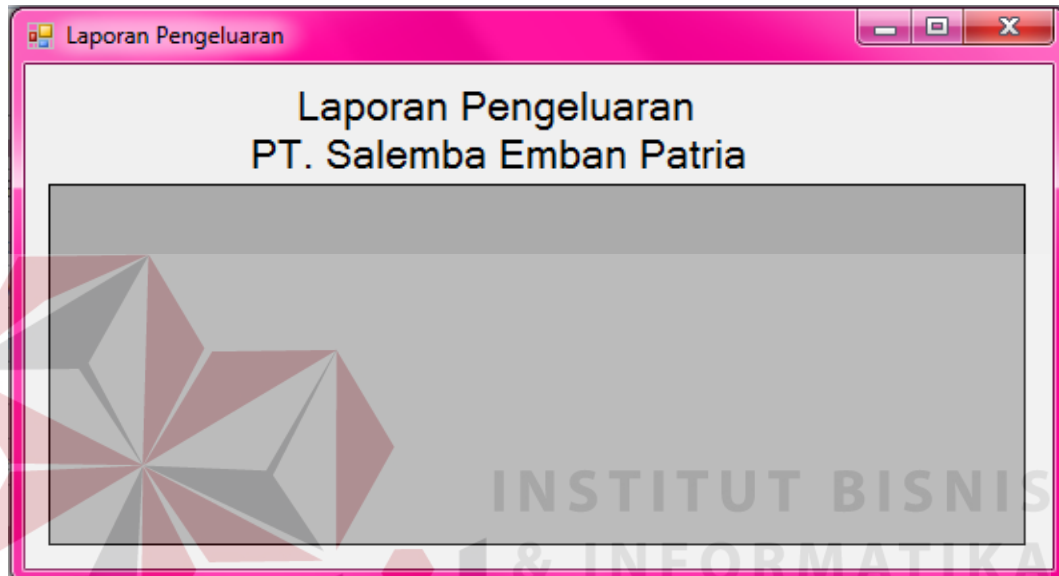 Laporan Pengeluaran
Laporan Pengeluaran
PT. Salemba Emban Patria
INSTITUT BISNIS
& INFORMATIKA